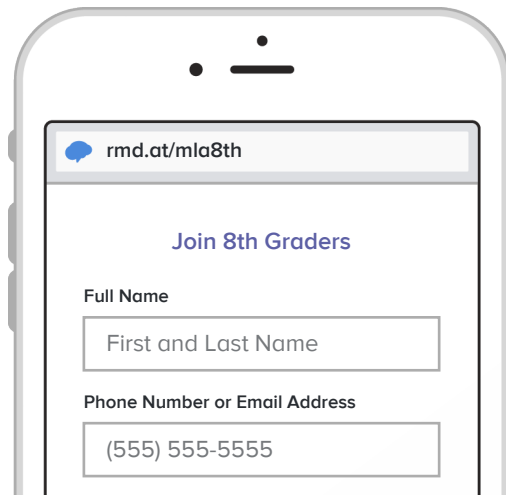 rmd.at/mla8th
Join 8th Graders
Full Name
First and Last Name
Phone Number or Email Address
(555) 555-5555